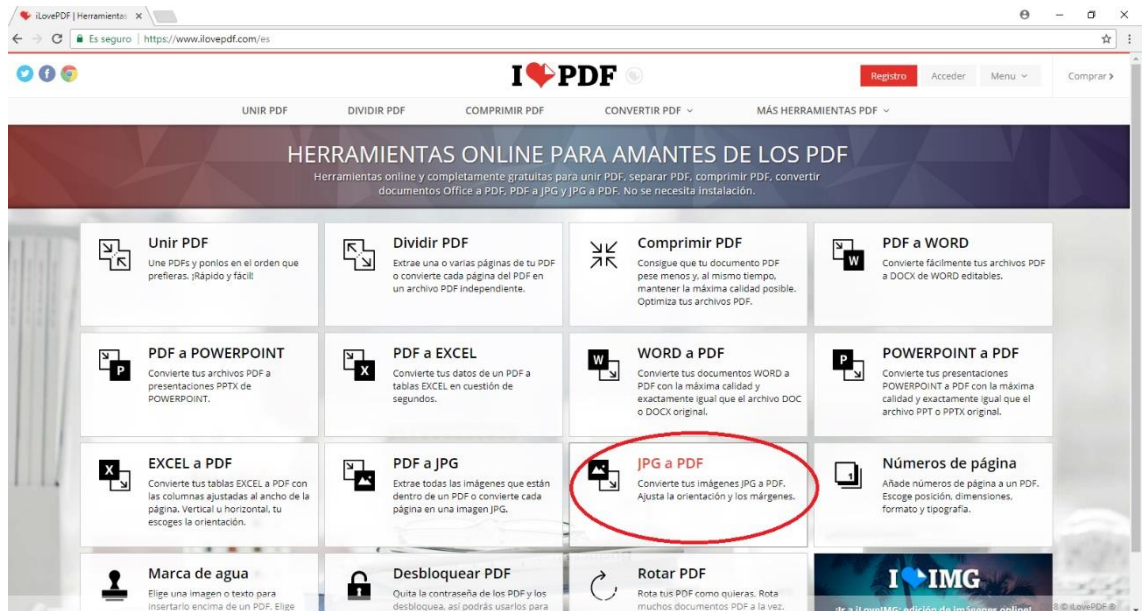 iLovePDF | Herramientas
Es seguro
https://www.ilovepdf.com/es
I PDF
Registro
Acceder
Menu
Comprar
UNIR PDF
DIVIDIR PDF
COMPRIMIR PDF
CONVERTIR PDF
MÁS HERRAMIENTAS PDF
HERRAMIENTAS ONLINE PARA AMANTES DE LOS PDF
Herramientas online y completamente gratuitas para unir PDF, separar PDF, comprimir PDF, convertir
documentos Office a PDF, PDF a JPG y JPG a PDF. No se necesita instalación.
Unir PDF
Une PDFs y ponlos en el orden que
prefieras. ¡Rápido y fácil!
Dividir PDF
Extrae una o varias páginas de tu PDF
o convierte cada página del PDF en
un archivo PDF independiente.
Comprimir PDF
Consigue que tu documento PDF
pese menos y, al mismo tiempo,
mantener la máxima calidad posible.
Optimiza tus archivos PDF.
PDF a WORD
Convierte fácilmente tus archivos PDF
a DOCX de WORD editables.
W
PDF a POWERPOINT
Convierte tus archivos PDF a
presentaciones PPTX de
POWERPOINT.
P
PDF a EXCEL
Convierte tus datos de un PDF a
tablas EXCEL en cuestión de
segundos.
X
WORD a PDF
Convierte tus documentos WORD a
PDF con la máxima calidad y
exactamente igual que el archivo DOC
o DOCX original.
W
POWERPOINT a PDF
Convierte tus presentaciones
POWERPOINT a PDF con la máxima
calidad y exactamente igual que el
archivo PPT o PPTX original.
P
EXCEL a PDF
Convierte tus tablas EXCEL a PDF con
las columnas ajustadas al ancho de la
página. Vertical u horizontal, tu
escoges la orientación.
X
PDF a JPG
Extrae todas las imágenes que están
dentro de un PDF o convierte cada
página en una imagen JPG.
JPG a PDF
Convierte tus imágenes JPG a PDF.
Ajusta la orientación y los márgenes.
Números de página
Añade números de página a un PDF.
Escoge posición, dimensiones,
formato y tipografía.
1
Marca de agua
Elige una imagen o texto para
insertarlo encima de un PDF. Elige
Desbloquear PDF
Quita la contraseña de los PDF y los
desbloquea, así podrás usarlos para
Rotar PDF
Rota tus PDF como quieras. Rota
muchos documentos PDF a la vez.
I IMG
¡Ir a iLoveIMG: edición de imágenes online!
© iLovePDF ®